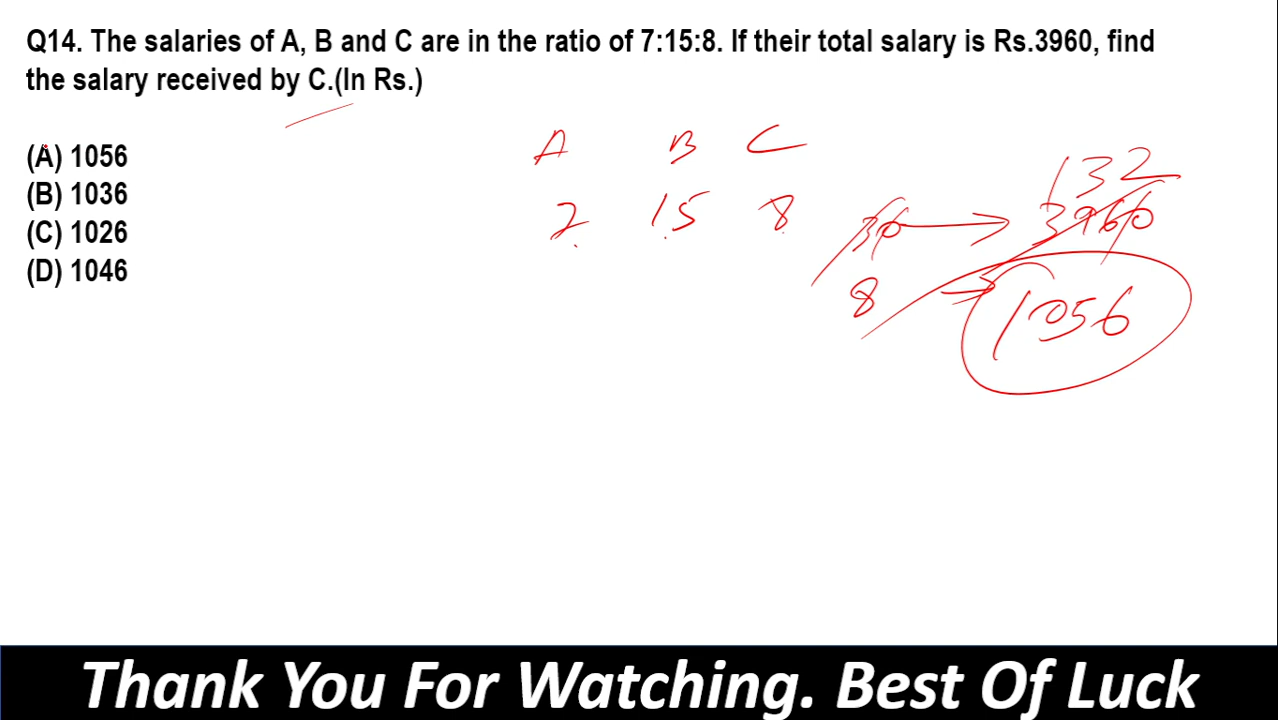 Q14. The salaries of A, B and C are in the ratio of 7:15:8. If their total salary is Rs.3960, find
the salary received by C.(In Rs.)
(A) 1056
(B) 1036
(C) 1026
(D) 1046
A B C
7 15 8
132
30 → 3960
8 → 1056
Thank You For Watching. Best Of Luck